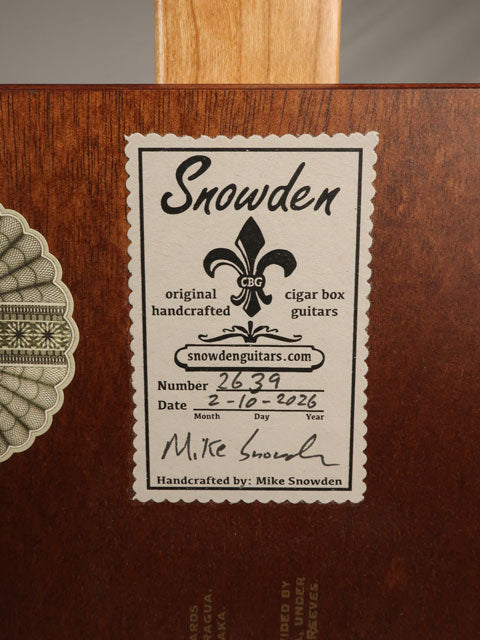 Snowden
CBG
original cigar box
handcrafted guitars
snowdenguitars.com
Number 2639
Date 2-10-2026
Month Day Year
Mike Snowden
Handcrafted by: Mike Snowden